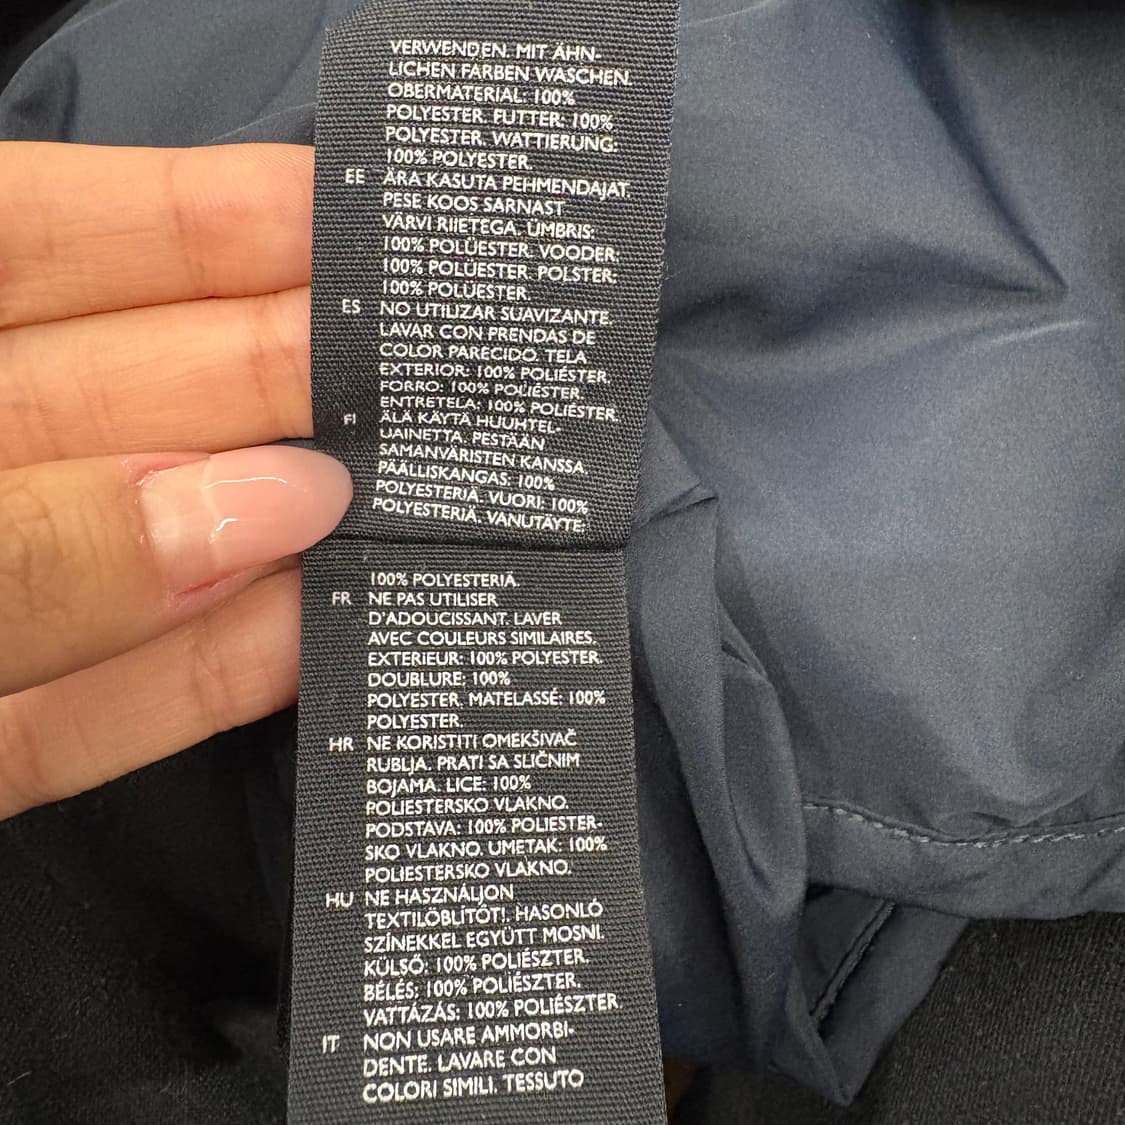 VERWENDEN. MIT ÄHN-
LICHEN FARBEN WASCHEN.
OBERMATERIAL: 100%
POLYESTER. FUTTER: 100%
POLYESTER. WATTIERUNG:
100% POLYESTER.
EE ÄRA KASUTA PEHMENDAJAT.
PESE KOOS SARNAST
VÄRVI RIIETEGA. ÜMBRIS:
100% POLÜESTER. VOODER:
100% POLÜESTER. POLSTER:
100% POLÜESTER.
ES NO UTILIZAR SUAVIZANTE.
LAVAR CON PRENDAS DE
COLOR PARECIDO. TELA
EXTERIOR: 100% POLIÉSTER.
FORRO: 100% POLIÉSTER.
ENTRETELA: 100% POLIÉSTER.
FI ÄLÄ KÄYTÄ HUUHTEL-
UAINETTA. PESTÄÄN
SAMANVÄRISTEN KANSSA.
PÄÄLLISKANGAS: 100%
POLYESTERIÄ. VUORI: 100%
POLYESTERIÄ. VANUTÄYTE:
100% POLYESTERIÄ.
FR NE PAS UTILISER
D'ADOUCISSANT. LAVER
AVEC COULEURS SIMILAIRES.
EXTERIEUR: 100% POLYESTER.
DOUBLURE: 100%
POLYESTER. MATELASSÉ: 100%
POLYESTER.
HR NE KORISTITI OMEKŠIVAČ
RUBLJA. PRATI SA SLIČNIM
BOJAMA. LICE: 100%
POLIESTERSKO VLAKNO.
PODSTAVA: 100% POLIESTER-
SKO VLAKNO. UMETAK: 100%
POLIESTERSKO VLAKNO.
HU NE HASZNÁLJON
TEXTILÖBLÍTŐT!. HASONLÓ
SZÍNEKKEL EGYÜTT MOSNI.
KÜLSŐ: 100% POLIÉSZTER.
BÉLÉS: 100% POLIÉSZTER.
VATTÁZÁS: 100% POLIÉSZTER.
IT NON USARE AMMORBI-
DENTE. LAVARE CON
COLORI SIMILI. TESSUTO